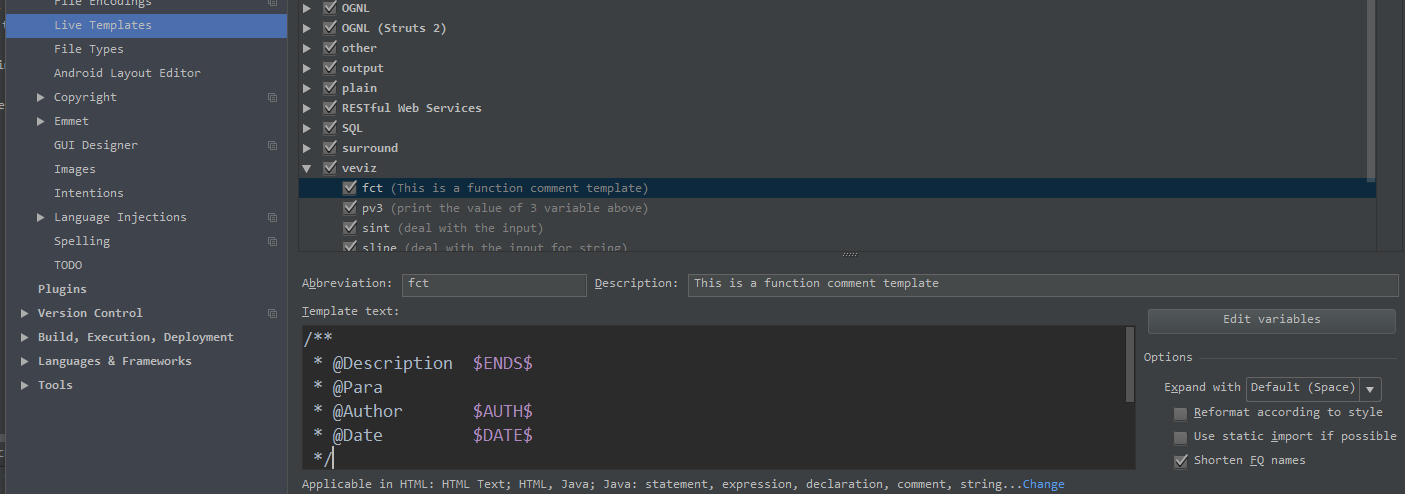 File Encodings
Live Templates
File Types
Android Layout Editor
Copyright
Emmet
GUI Designer
Images
Intentions
Language Injections
Spelling
TODO
Plugins
Version Control
Build, Execution, Deployment
Languages & Frameworks
Tools
OGNL
OGNL (Struts 2)
other
output
plain
RESTful Web Services
SQL
surround
veviz
fct (This is a function comment template)
pv3 (print the value of 3 variable above)
sint (deal with the input)
sline (deal with the input for string)
Abbreviation: fct Description: This is a function comment template
Template text:
/**
* @Description $ENDS$
* @Para
* @Author $AUTH$
* @Date $DATE$
*/
Edit variables
Options
Expand with Default (Space)
Reformat according to style
Use static import if possible
Shorten FQ names
Applicable in HTML: HTML Text; HTML, Java; Java: statement, expression, declaration, comment, string...Change